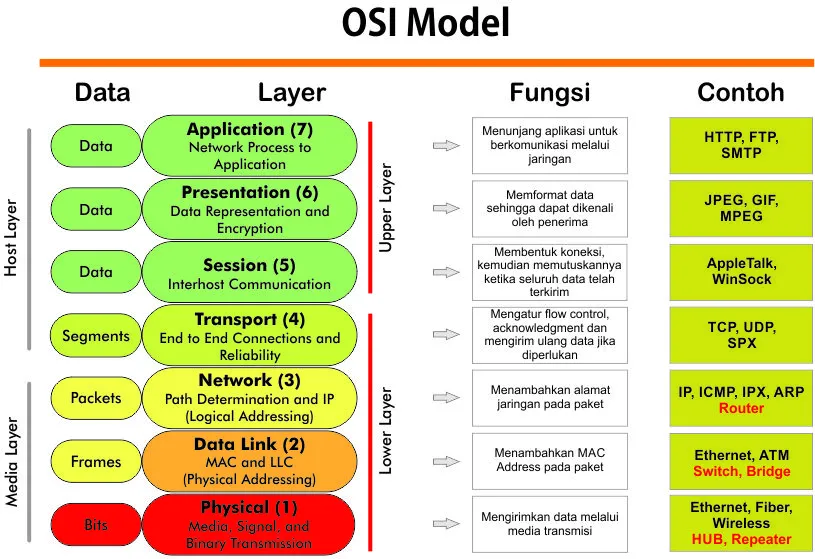 OSI Model
Data
Layer
Fungsi
Contoh
Host Layer
Upper Layer
Data
Application (7)
Network Process to
Application
Menunjang aplikasi untuk
berkomunikasi melalui
jaringan
HTTP, FTP,
SMTP
Data
Presentation (6)
Data Representation and
Encryption
Memformat data
sehingga dapat dikenali
oleh penerima
JPEG, GIF,
MPEG
Data
Session (5)
Interhost Communication
Membentuk koneksi,
kemudian memutuskannya
ketika seluruh data telah
terkirim
AppleTalk,
WinSock
Segments
Transport (4)
End to End Connections and
Reliability
Mengatur flow control,
acknowledgment dan
mengirim ulang data jika
diperlukan
TCP, UDP,
SPX
Media Layer
Lower Layer
Packets
Network (3)
Path Determination and IP
(Logical Addressing)
Menambahkan alamat
jaringan pada paket
IP, ICMP, IPX, ARP
Router
Frames
Data Link (2)
MAC and LLC
(Physical Addressing)
Menambahkan MAC
Address pada paket
Ethernet, ATM
Switch, Bridge
Bits
Physical (1)
Media, Signal, and
Binary Transmission
Mengirimkan data melalui
media transmisi
Ethernet, Fiber,
Wireless
HUB, Repeater